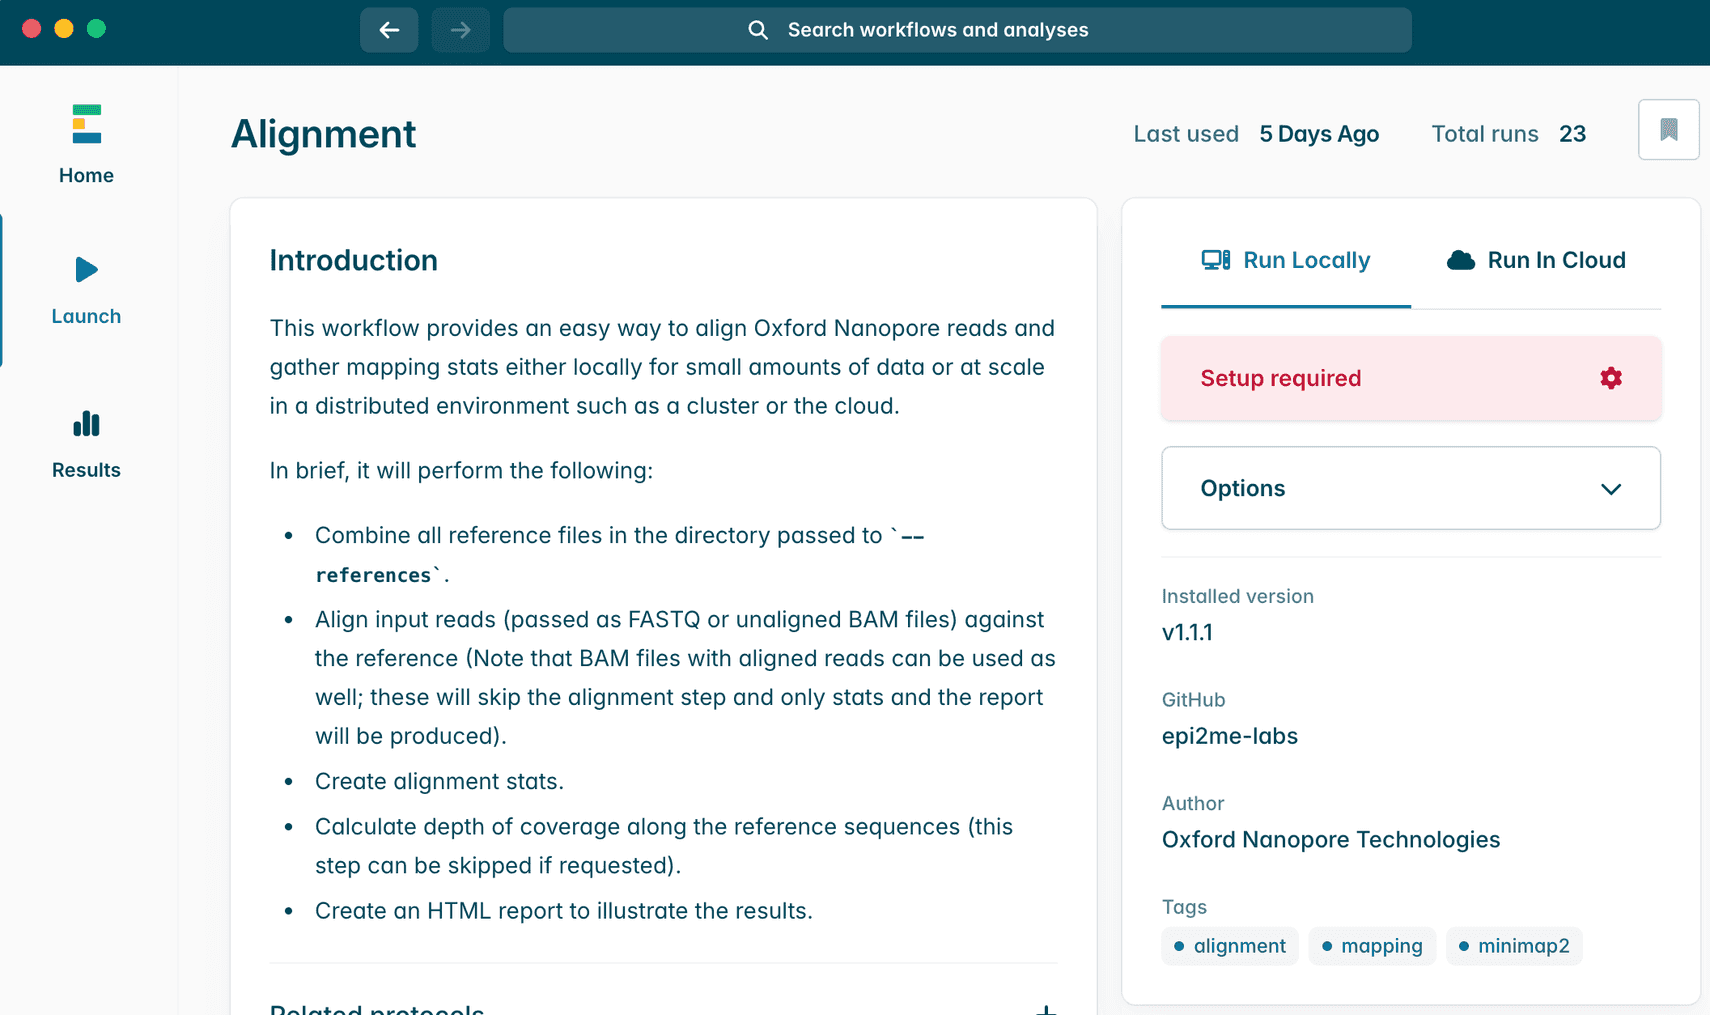 Search workflows and analyses
Home
Launch
Results
Alignment
Last used 5 Days Ago
Total runs 23
Introduction
This workflow provides an easy way to align Oxford Nanopore reads and
gather mapping stats either locally for small amounts of data or at scale
in a distributed environment such as a cluster or the cloud.
In brief, it will perform the following:
• Combine all reference files in the directory passed to `--
references`.
• Align input reads (passed as FASTQ or unaligned BAM files) against
the reference (Note that BAM files with aligned reads can be used as
well; these will skip the alignment step and only stats and the report
will be produced).
• Create alignment stats.
• Calculate depth of coverage along the reference sequences (this
step can be skipped if requested).
• Create an HTML report to illustrate the results.
Related protocols
Run Locally
Run In Cloud
Setup required
Options
Installed version
v1.1.1
GitHub
epi2me-labs
Author
Oxford Nanopore Technologies
Tags
alignment
mapping
minimap2